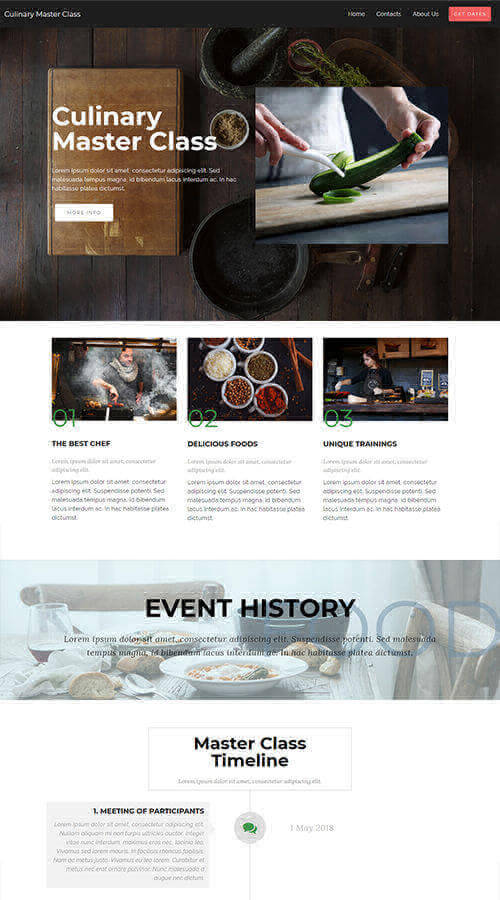 Culinary Master Class
Home Contacts About Us GET DATES
Culinary
Master Class
Lorem ipsum dolor sit amet, consectetur adipiscing elit. Sed
malesuada tempus magna, id bibendum lacus interdum ac. In hac
habitasse platea dictumst.
MORE INFO
01
THE BEST CHEF
Lorem ipsum dolor sit amet, consectetur
adipiscing elit.
Lorem ipsum dolor sit amet, consectetur
adipiscing elit. Suspendisse potenti. Sed
malesuada tempus magna, id bibendum
lacus interdum ac. In hac habitasse platea
dictumst.
02
DELICIOUS FOODS
Lorem ipsum dolor sit amet, consectetur
adipiscing elit.
Lorem ipsum dolor sit amet, consectetur
adipiscing elit. Suspendisse potenti. Sed
malesuada tempus magna, id bibendum
lacus interdum ac. In hac habitasse platea
dictumst.
03
UNIQUE TRAININGS
Lorem ipsum dolor sit amet, consectetur
adipiscing elit.
Lorem ipsum dolor sit amet, consectetur
adipiscing elit. Suspendisse potenti. Sed
malesuada tempus magna, id bibendum
lacus interdum ac. In hac habitasse platea
dictumst.
EVENT HISTORY
FOOD
Lorem ipsum dolor sit amet, consectetur adipiscing elit. Suspendisse potenti. Sed malesuada
tempus magna, id bibendum lacus interdum ac. In hac habitasse platea dictumst.
Master Class
Timeline
Lorem ipsum dolor sit amet, consectetur adipiscing elit.
1. MEETING OF PARTICIPANTS
Lorem ipsum dolor sit amet, consectetur adipiscing elit.
Nullam aliquam mi non turpis ultricies auctor. Integer
vitae nunc interdum, maximus eros nec, lacinia leo.
Vivamus sed lorem mauris. In facilisis rhoncus facilisis.
Nam ac metus justo. Vivamus eu lorem. Curabitur et
metus nec erat ornare pulvinar. Nunc malesuada a
augue nec dictum.
1 May 2018